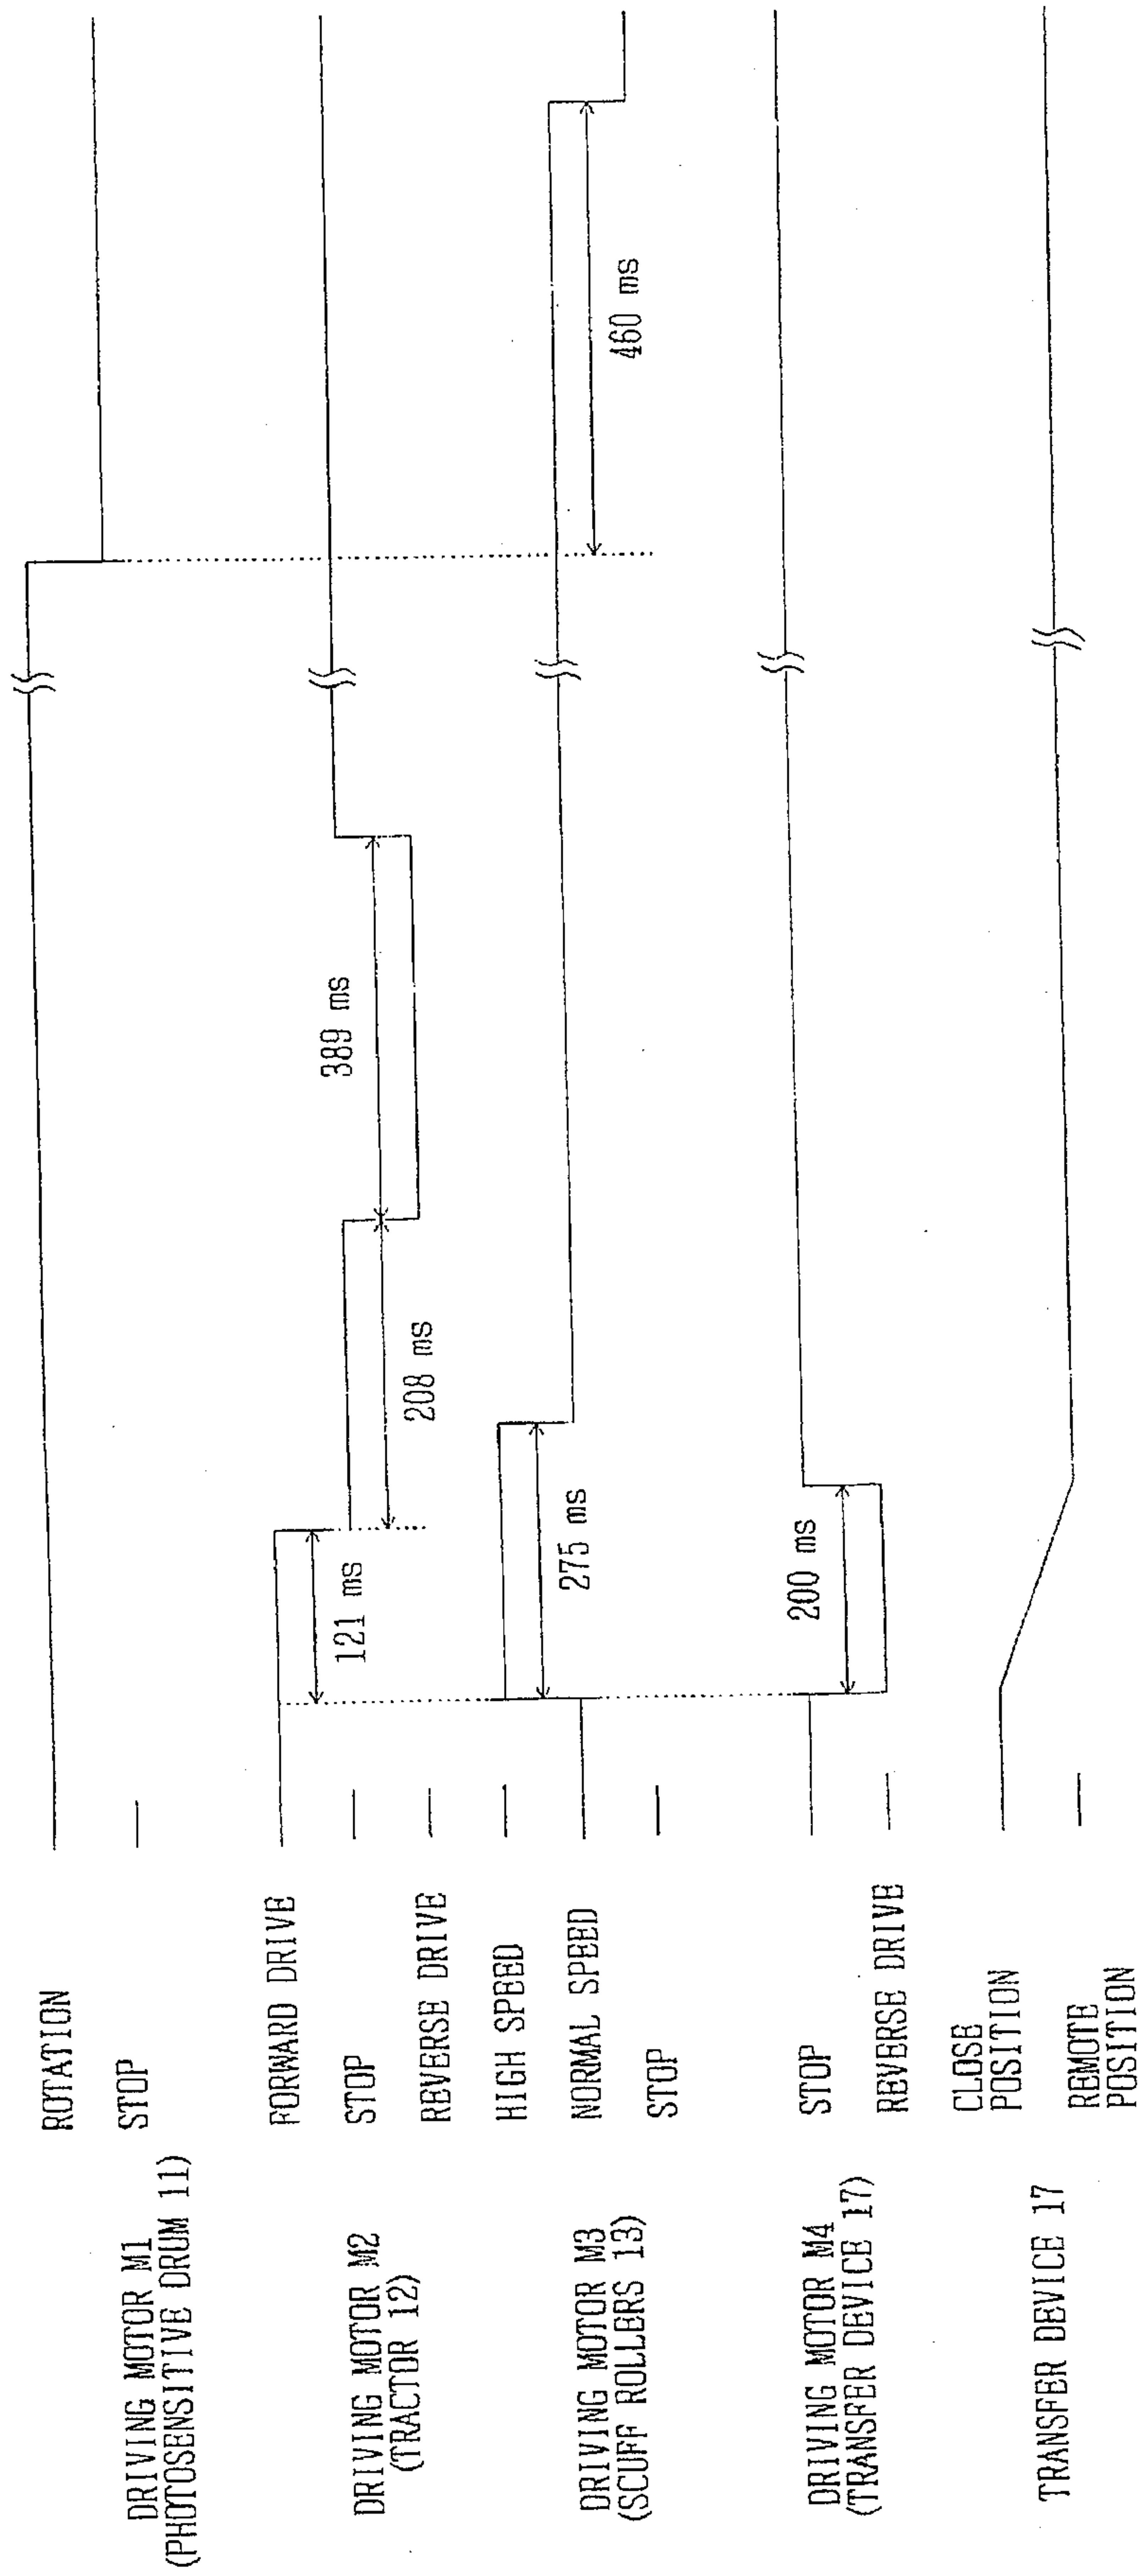 DRIVING MOTOR M1
(PHOTOSENSITIVE DRUM 11)
ROTATION
STOP
DRIVING MOTOR M2
(TRACTOR 12)
FORWARD DRIVE
STOP
REVERSE DRIVE
121 ms
208 ms
389 ms
DRIVING MOTOR M3
(SCUFF ROLLERS 13)
HIGH SPEED
NORMAL SPEED
STOP
275 ms
460 ms
DRIVING MOTOR M4
(TRANSFER DEVICE 17)
STOP
REVERSE DRIVE
200 ms
TRANSFER DEVICE 17
CLOSE
POSITION
REMOTE
POSITION